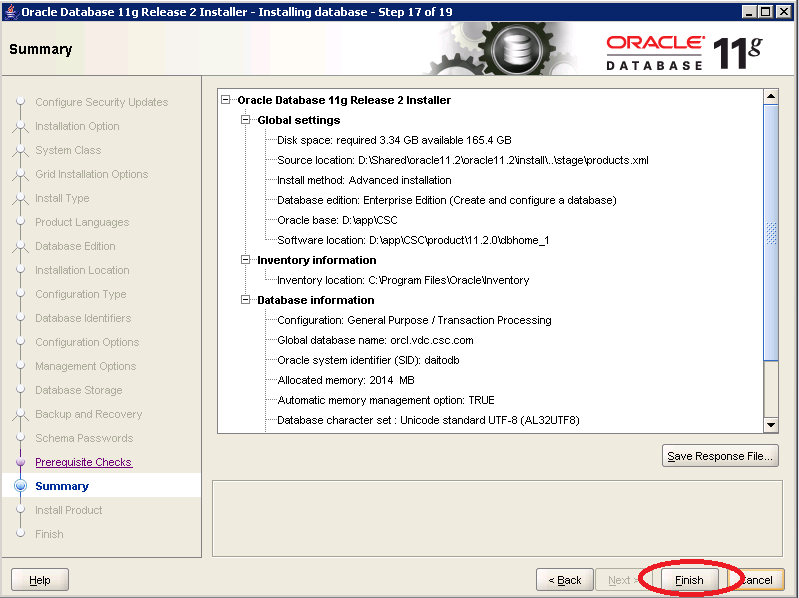 Oracle Database 11g Release 2 Installer - Installing database - Step 17 of 19
Summary
ORACLE
DATABASE
11g
Configure Security Updates
Installation Option
System Class
Grid Installation Options
Install Type
Product Languages
Database Edition
Installation Location
Configuration Type
Database Identifiers
Configuration Options
Management Options
Database Storage
Backup and Recovery
Schema Passwords
Prerequisite Checks
Summary
Install Product
Finish
Oracle Database 11g Release 2 Installer
Global settings
Disk space: required 3.34 GB available 165.4 GB
Source location: D:\Shared\oracle11.2\oracle11.2\install\..\stage\products.xml
Install method: Advanced installation
Database edition: Enterprise Edition (Create and configure a database)
Oracle base: D:\app\CSC
Software location: D:\app\CSC\product\11.2.0\dbhome_1
Inventory information
Inventory location: C:\Program Files\Oracle\Inventory
Database information
Configuration: General Purpose / Transaction Processing
Global database name: orcl.vdc.csc.com
Oracle system identifier (SID): daitodb
Allocated memory: 2014 MB
Automatic memory management option: TRUE
Database character set : Unicode standard UTF-8 (AL32UTF8)
Save Response File...
Help
< Back
Next >
Finish
Cancel